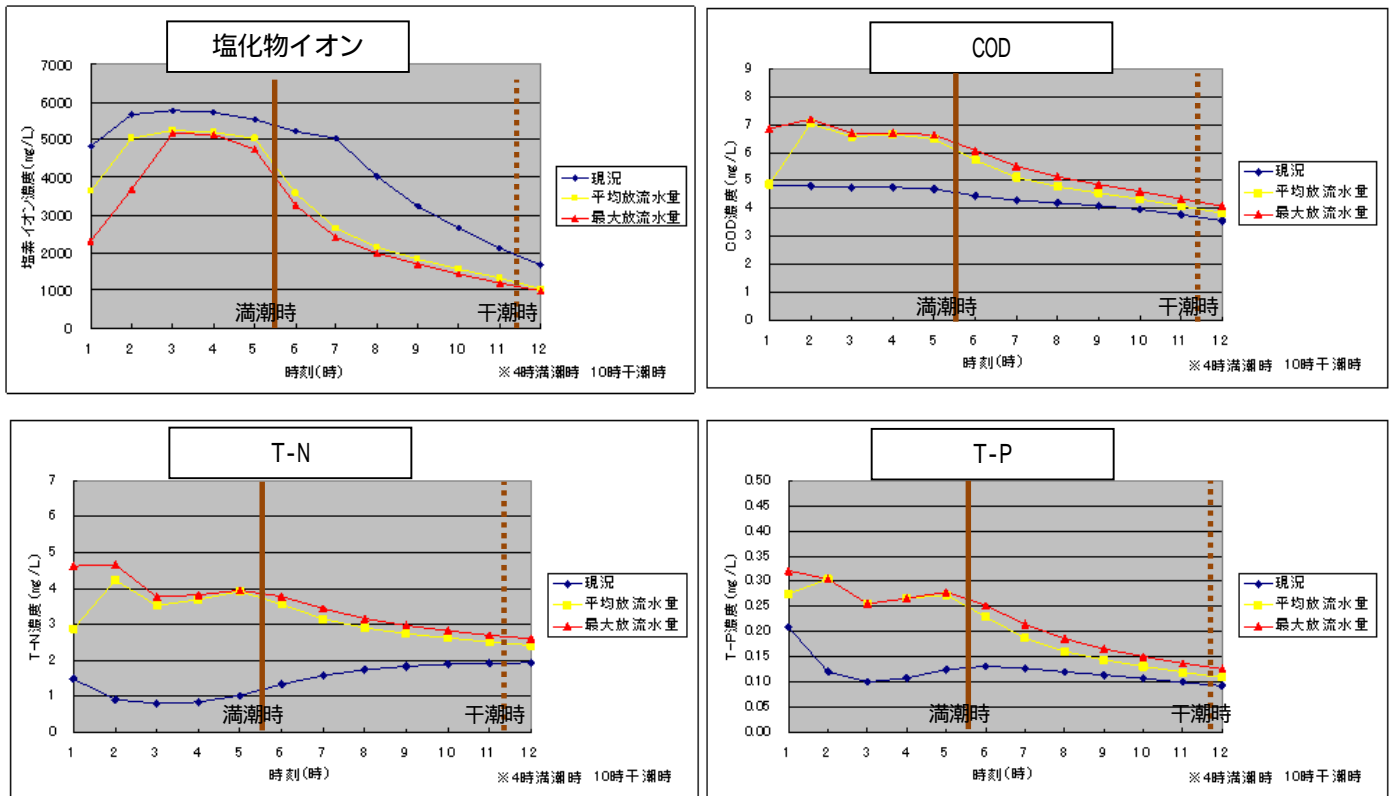 塩化物イオン
塩素イオン濃度(mg/L)
7000
6000
5000
4000
3000
2000
1000
0
満潮時
干潮時
1 2 3 4 5 6 7 8 9 10 11 12
時刻(時)
※4時満潮時 10時干潮時
現況
平均放流水量
最大放流水量
COD
COD濃度(mg/L)
9
8
7
6
5
4
3
2
1
0
満潮時
干潮時
1 2 3 4 5 6 7 8 9 10 11 12
時刻(時)
※4時満潮時 10時干潮時
現況
平均放流水量
最大放流水量
T-N
T-N濃度(mg/L)
7
6
5
4
3
2
1
0
満潮時
干潮時
1 2 3 4 5 6 7 8 9 10 11 12
時刻(時)
※4時満潮時 10時干潮時
現況
平均放流水量
最大放流水量
T-P
T-P濃度(mg/L)
0.50
0.45
0.40
0.35
0.30
0.25
0.20
0.15
0.10
0.05
0.00
満潮時
干潮時
1 2 3 4 5 6 7 8 9 10 11 12
時刻(時)
※4時満潮時 10時干潮時
現況
平均放流水量
最大放流水量